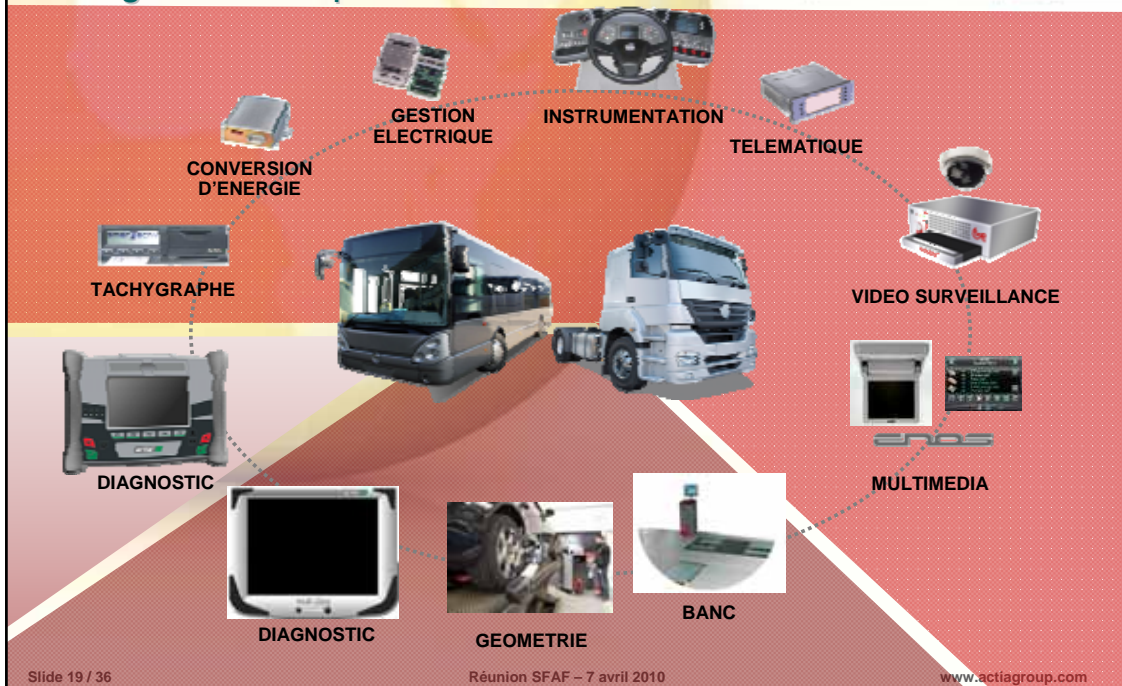 GESTION
ELECTRIQUE
INSTRUMENTATION
TELEMATIQUE
CONVERSION
D'ENERGIE
TACHYGRAPHE
VIDEO SURVEILLANCE
DIAGNOSTIC
enos
MULTIMEDIA
DIAGNOSTIC
GEOMETRIE
BANC
Slide 19 / 36
Réunion SFAF – 7 avril 2010
www.actiagroup.com